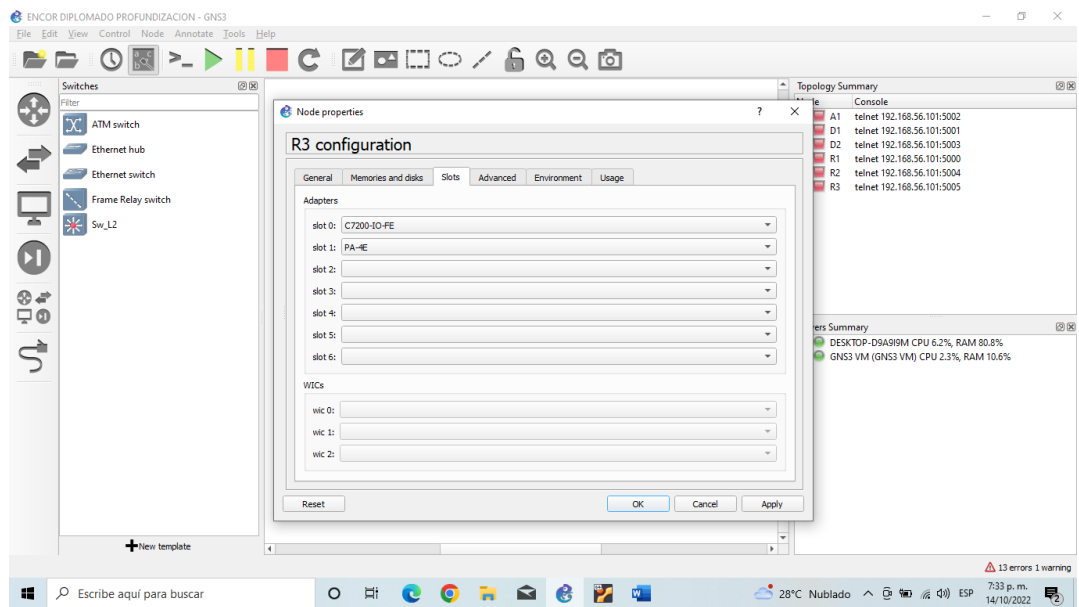 ENCOR DIPLOMADO PROFUNDIZACION - GNS3
File Edit View Control Node Annotate Tools Help
Switches
Filter
ATM switch
Ethernet hub
Ethernet switch
Frame Relay switch
Sw_L2
New template
Node properties
?
R3 configuration
General Memories and disks Slots Advanced Environment Usage
Adapters
slot 0: C7200-IO-FE
slot 1: PA-4E
slot 2:
slot 3:
slot 4:
slot 5:
slot 6:
WICs
wic 0:
wic 1:
wic 2:
Reset OK Cancel Apply
Topology Summary
Console
A1 telnet 192.168.56.101:5002
D1 telnet 192.168.56.101:5001
D2 telnet 192.168.56.101:5003
R1 telnet 192.168.56.101:5000
R2 telnet 192.168.56.101:5004
R3 telnet 192.168.56.101:5005
ers Summary
DESKTOP-D9A9I9M CPU 6.2%, RAM 80.8%
GNS3 VM (GNS3 VM) CPU 2.3%, RAM 10.6%
13 errors 1 warning
Escribe aquí para buscar
28°C Nublado
ESP
7:33 p. m.
14/10/2022
2